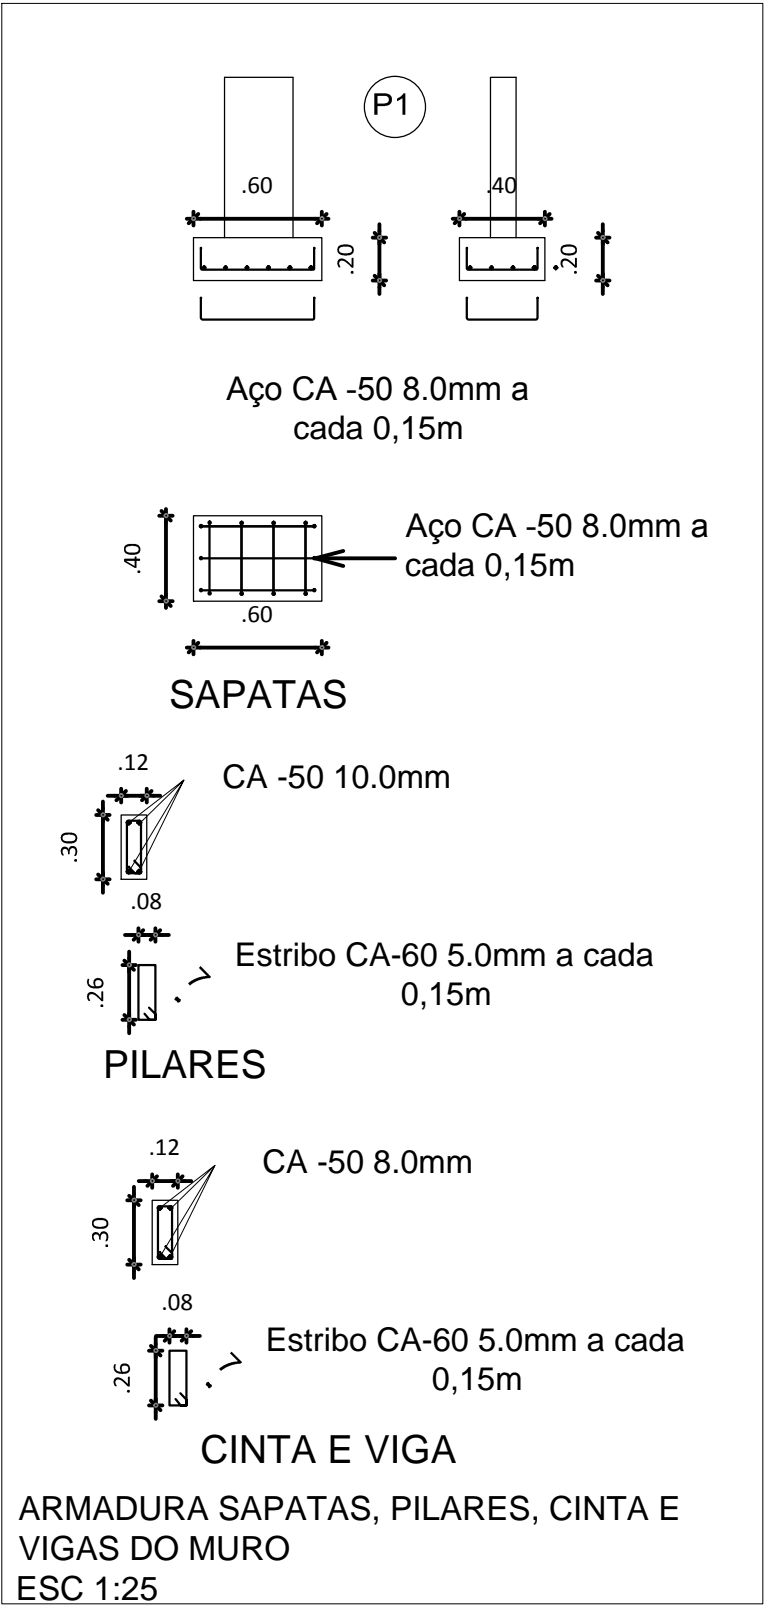 P1
.60
.40
.20
.20
Aço CA -50 8.0mm a
cada 0,15m
Aço CA -50 8.0mm a
cada 0,15m
.40
.60
SAPATAS
.12
CA -50 10.0mm
.30
.08
Estribo CA-60 5.0mm a cada
0,15m
.26
.7
PILARES
.12
CA -50 8.0mm
.30
.08
Estribo CA-60 5.0mm a cada
0,15m
.26
.7
CINTA E VIGA
ARMADURA SAPATAS, PILARES, CINTA E
VIGAS DO MURO
ESC 1:25